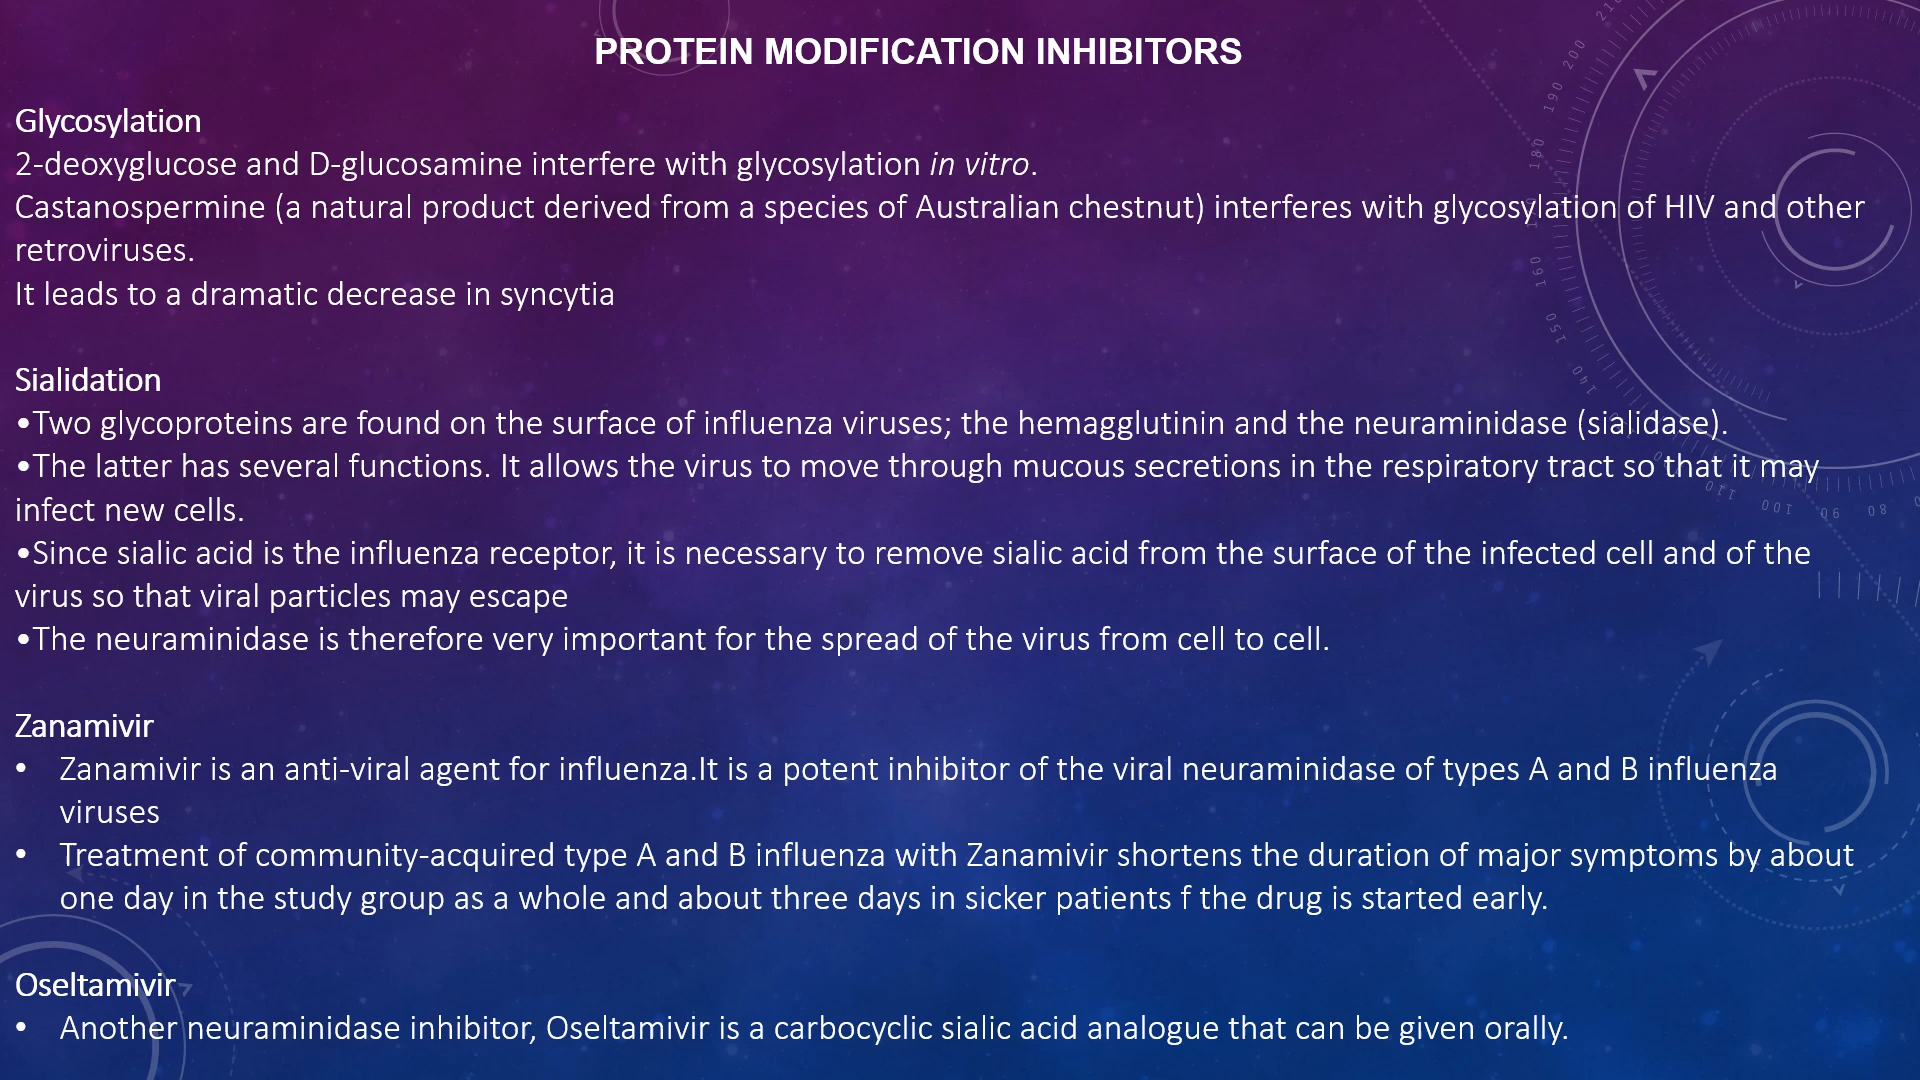 PROTEIN MODIFICATION INHIBITORS
Glycosylation
2-deoxyglucose and D-glucosamine interfere with glycosylation in vitro.
Castanospermine (a natural product derived from a species of Australian chestnut) interferes with glycosylation of HIV and other
retroviruses.
It leads to a dramatic decrease in syncytia
Sialidation
•Two glycoproteins are found on the surface of influenza viruses; the hemagglutinin and the neuraminidase (sialidase).
•The latter has several functions. It allows the virus to move through mucous secretions in the respiratory tract so that it may
infect new cells.
•Since sialic acid is the influenza receptor, it is necessary to remove sialic acid from the surface of the infected cell and of the
virus so that viral particles may escape
•The neuraminidase is therefore very important for the spread of the virus from cell to cell.
Zanamivir
• Zanamivir is an anti-viral agent for influenza.It is a potent inhibitor of the viral neuraminidase of types A and B influenza
viruses
• Treatment of community-acquired type A and B influenza with Zanamivir shortens the duration of major symptoms by about
one day in the study group as a whole and about three days in sicker patients f the drug is started early.
Oseltamivir
• Another neuraminidase inhibitor, Oseltamivir is a carbocyclic sialic acid analogue that can be given orally.
200
190
180
160
150
140
110
100
90
80